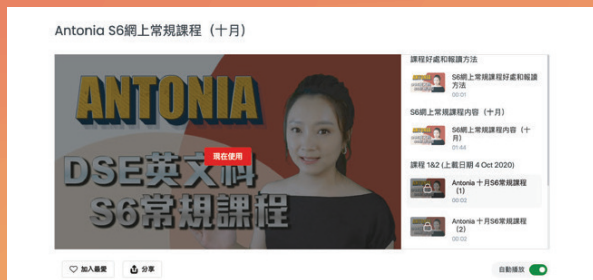 Antonia S6網上常規課程（十月）
ANTONIA
DSE英文科
S6常規課程
現在使用
課程好處和報讀方法
S6網上常規課程好處和報讀
方法
00:01
S6網上常規課程內容（十月）
S6網上常規課程內容（十
月）
01:44
課程 1&2 (上載日期 4 Oct 2020)
Antonia 十月S6常規課程
(1)
00:02
Antonia 十月S6常規課程
(2)
00:02
加入最愛
分享
自動播放